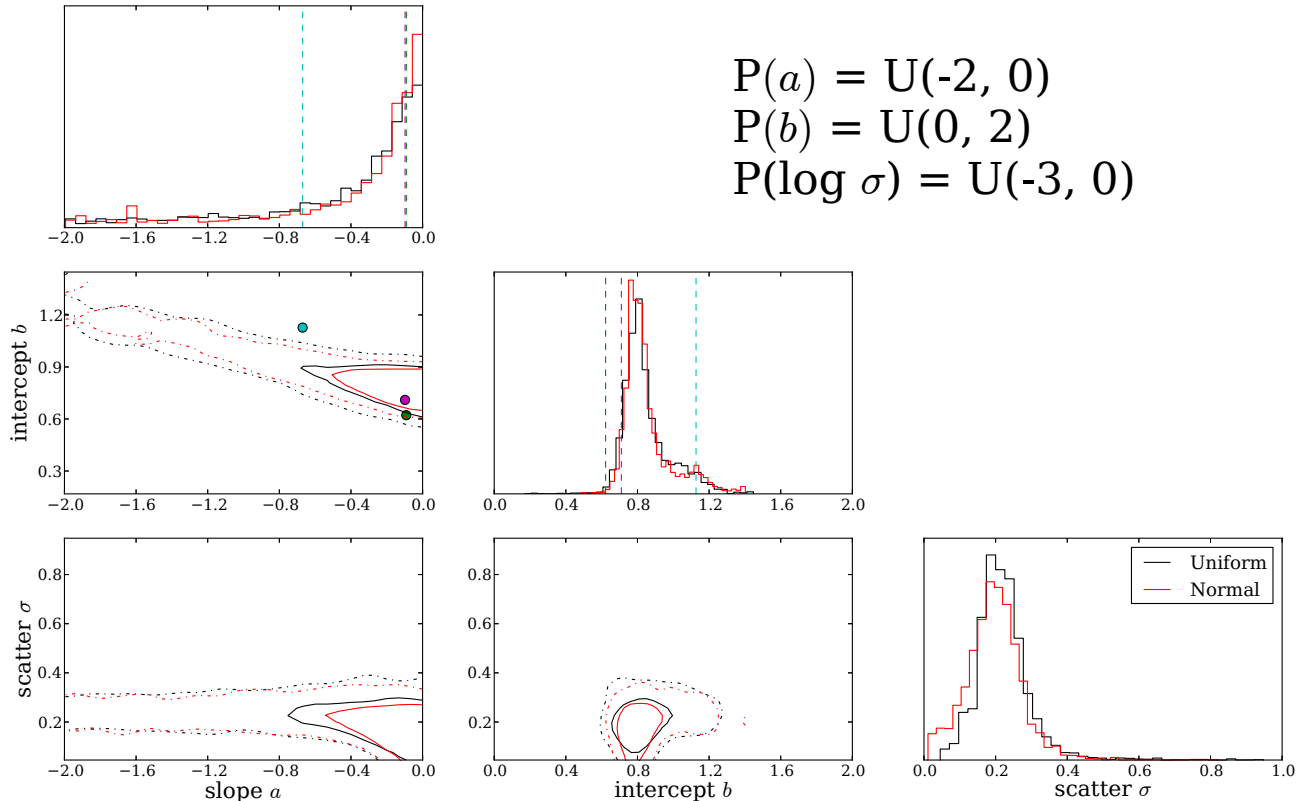 P(a) = U(-2, 0)
P(b) = U(0, 2)
P(log σ) = U(-3, 0)
−2.0 −1.6 −1.2 −0.8 −0.4 0.0
intercept b
1.2
0.9
0.6
0.3
−2.0 −1.6 −1.2 −0.8 −0.4 0.0
0.0 0.4 0.8 1.2 1.6 2.0
scatter σ
0.8
0.6
0.4
0.2
−2.0 −1.6 −1.2 −0.8 −0.4 0.0
slope a
0.8
0.6
0.4
0.2
0.0 0.4 0.8 1.2 1.6 2.0
intercept b
Uniform
Normal
0.0 0.2 0.4 0.6 0.8 1.0
scatter σ